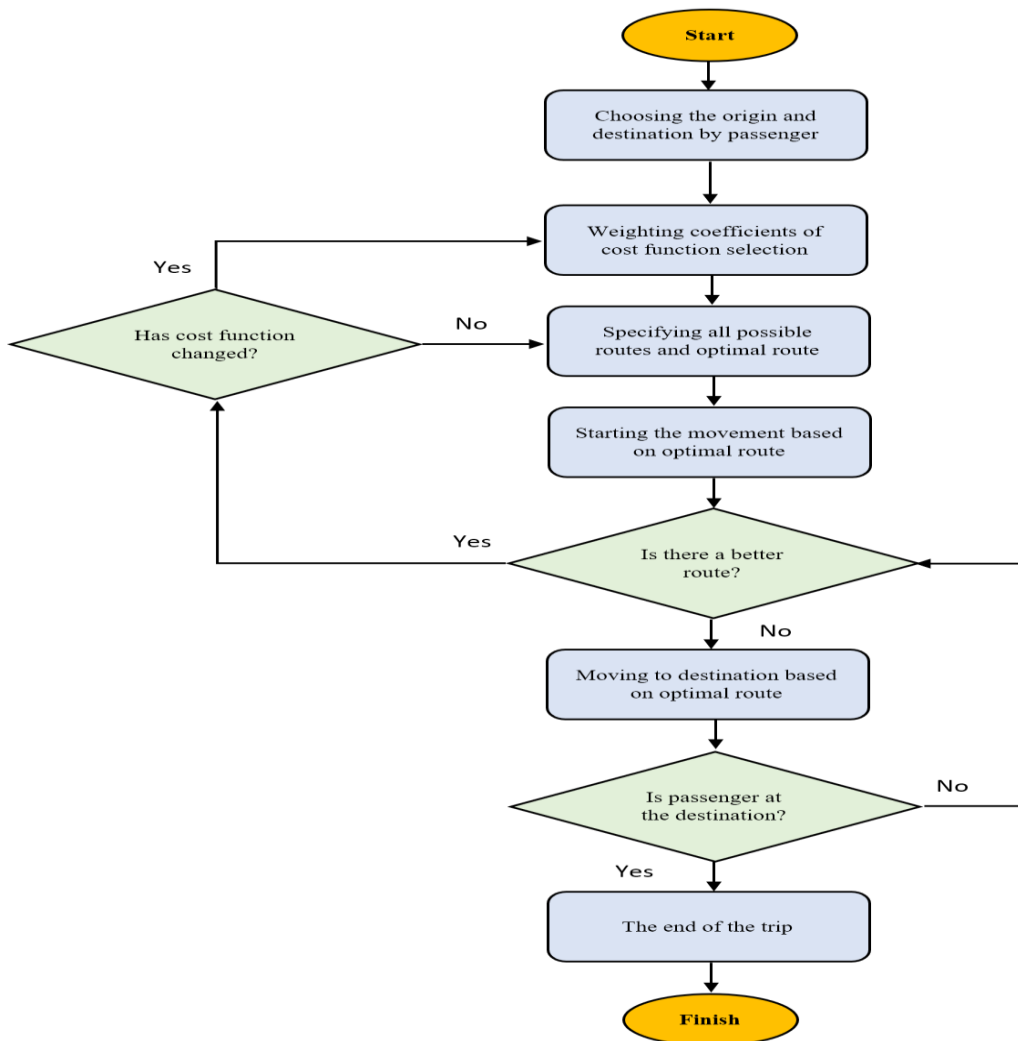 Start
Choosing the origin and
destination by passenger
Weighting coefficients of
cost function selection
Yes
Has cost function
changed?
No
Specifying all possible
routes and optimal route
Starting the movement based
on optimal route
Yes
Is there a better
route?
No
Moving to destination based
on optimal route
Is passenger at
the destination?
No
Yes
The end of the trip
Finish